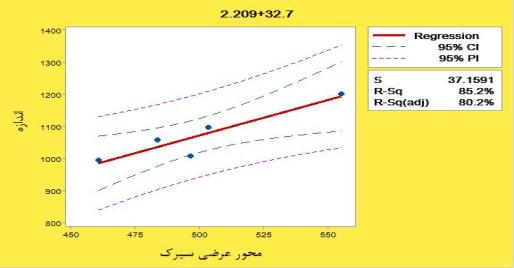 2.209+32.7
1400
1300
1200
1100
1000
900
800
اندازه
450
475
500
525
550
محور عرضی سیرک
Regression
95% CI
95% PI
S 37.1591
R-Sq 85.2%
R-Sq(adj) 80.2%